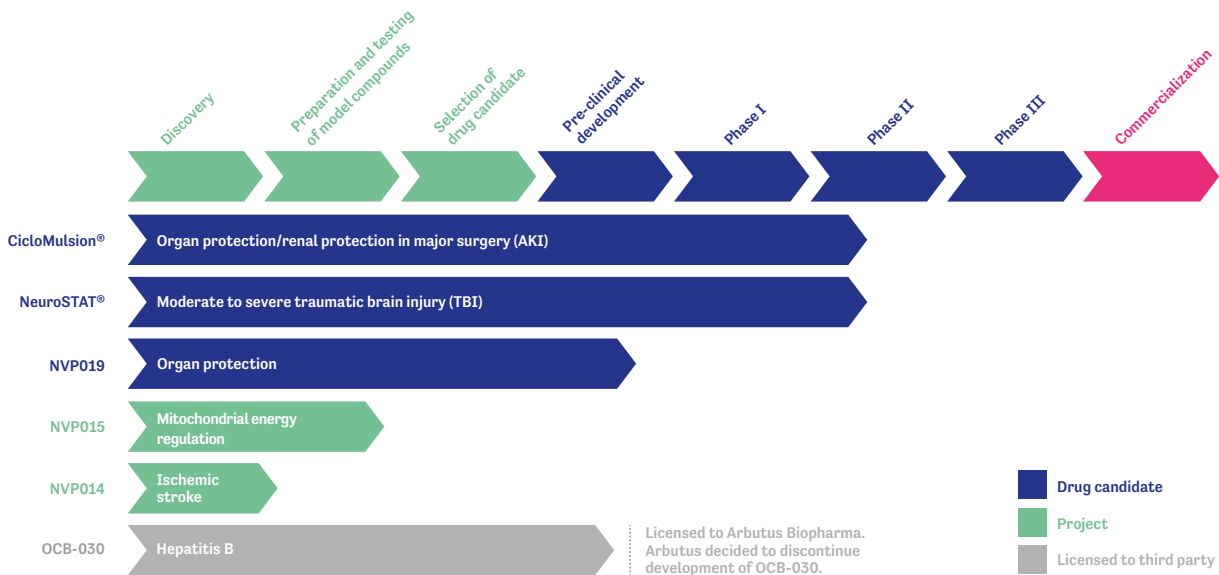 Discovery
Preparation and testing
of model compounds
Selection of
drug candidate
Pre-clinical
development
Phase I
Phase II
Phase III
Commercialization
CicloMulsion®
Organ protection/renal protection in major surgery (AKI)
NeuroSTAT®
Moderate to severe traumatic brain injury (TBI)
NVP019
Organ protection
NVP015
Mitochondrial energy
regulation
NVP014
Ischemic
stroke
OCB-030
Hepatitis B
Licensed to Arbutus Biopharma.
Arbutus decided to discontinue
development of OCB-030.
Drug candidate
Project
Licensed to third party